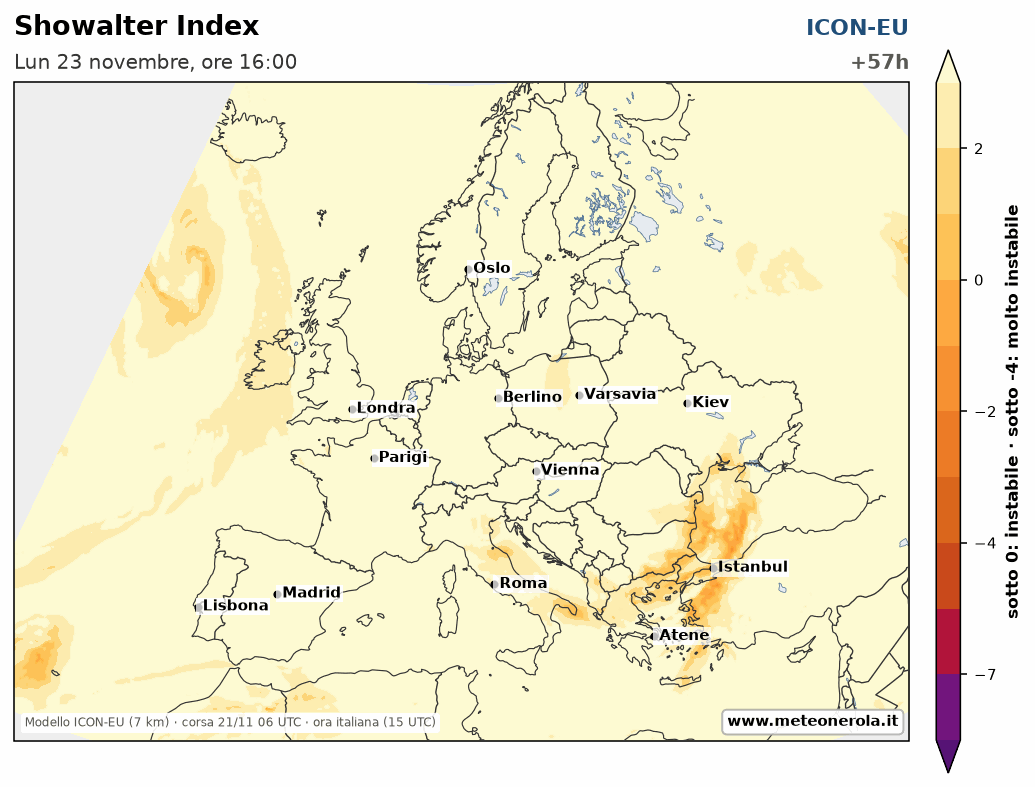 Showalter Index
ICON-EU
Lun 23 novembre, ore 16:00
+57h
Oslo
Berlino
Varsavia
Kiev
Londra
Parigi
Vienna
Istanbul
Roma
Madrid
Lisbona
Atene
Modello ICON-EU (7 km) · corsa 21/11 06 UTC · ora italiana (15 UTC)
www.meteonerola.it
2
0
−2
−4
−7
sotto 0: instabile · sotto -4: molto instabile